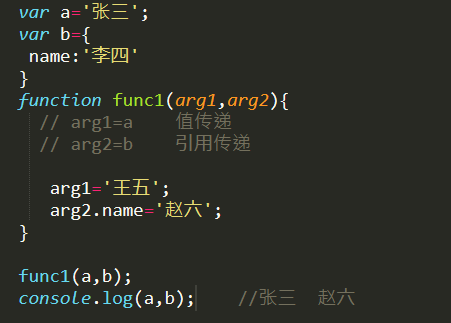 var a='张三';
var b={
 name:'李四'
}
function func1(arg1,arg2){
  // arg1=a    值传递
  // arg2=b    引用传递
   arg1='王五';
   arg2.name='赵六';
}
func1(a,b);
console.log(a,b);    //张三  赵六